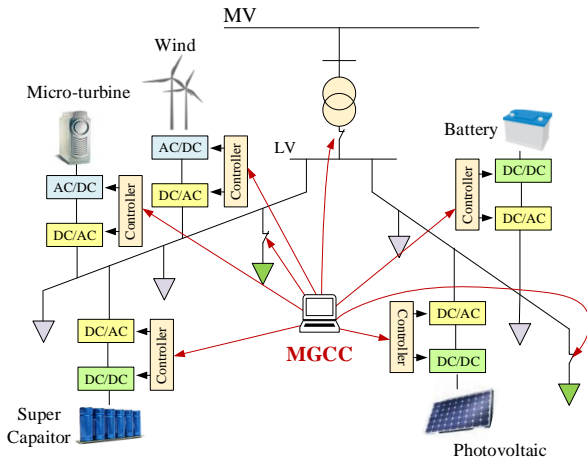 MV
Wind
Micro-turbine
Battery
LV
AC/DC
Controller
DC/AC
AC/DC
Controller
DC/AC
DC/DC
Controller
DC/AC
DC/AC
Controller
DC/DC
MGCC
Controller
DC/AC
DC/DC
Super
Capaitor
Photovoltaic